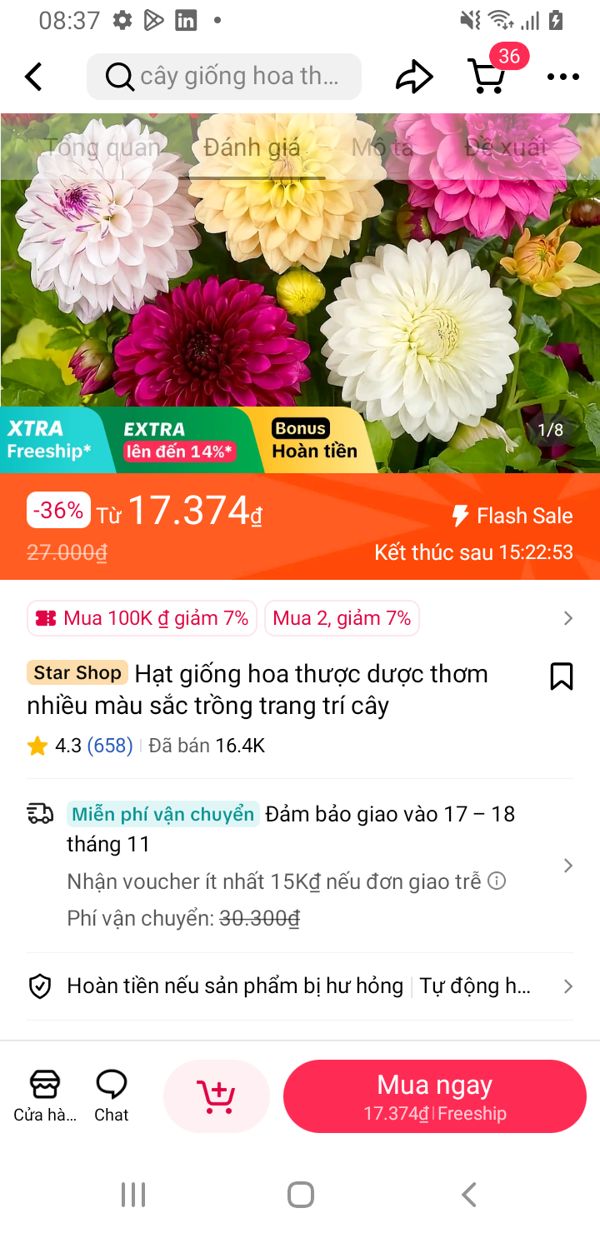 08:37
36
cây giống hoa th...
Tổng quan Đánh giá Mô tả Đề xuất
XTRA
Freeship*
EXTRA
lên đến 14%*
Bonus
Hoàn tiền
1/8
-36% Từ 17.374₫
Flash Sale
27.000₫
Kết thúc sau 15:22:53
Mua 100K ₫ giảm 7%
Mua 2, giảm 7%
Star Shop Hạt giống hoa thược dược thơm
nhiều màu sắc trồng trang trí cây
4.3 (658) Đã bán 16.4K
Miễn phí vận chuyển Đảm bảo giao vào 17 – 18
tháng 11
Nhận voucher ít nhất 15K₫ nếu đơn giao trễ
Phí vận chuyển: 30.300₫
Hoàn tiền nếu sản phẩm bị hư hỏng | Tự động h...
Cửa hà...
Chat
Mua ngay
17.374₫ | Freeship